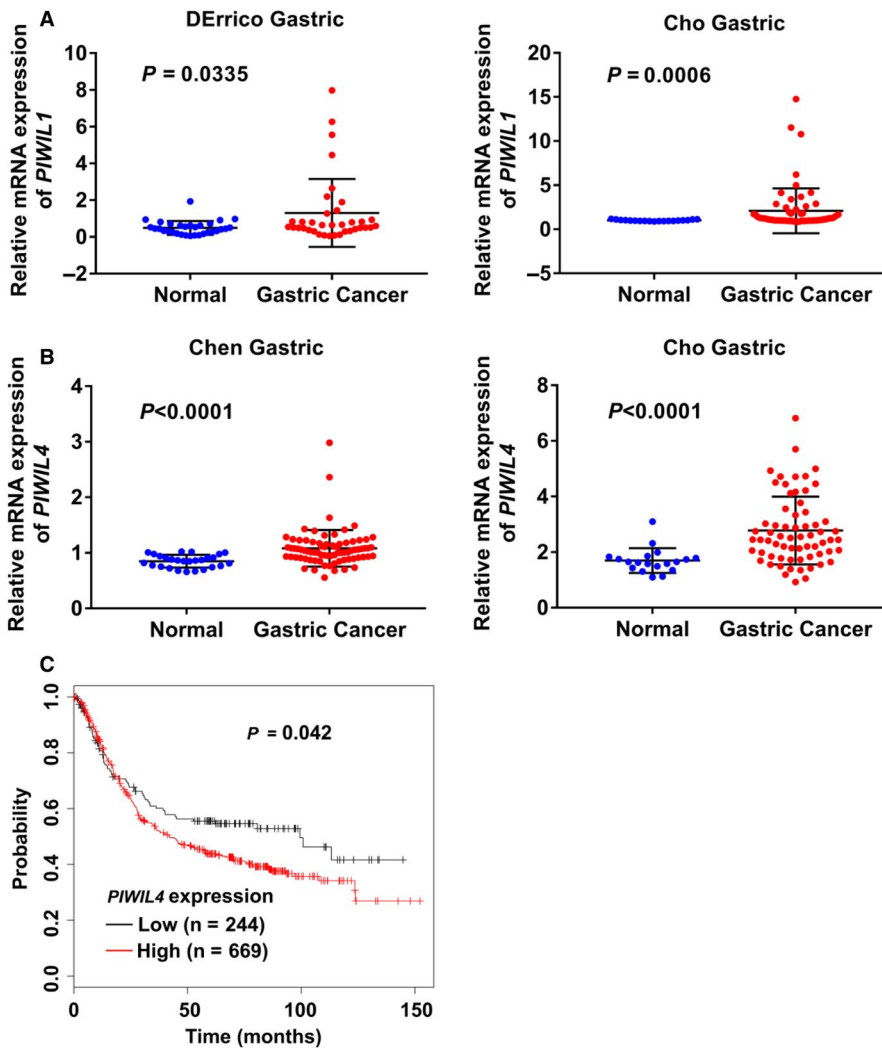 A
DErrico Gastric
Relative mRNA expression
of PIWIL1
10
8
6
4
2
0
–2
P = 0.0335
Normal
Gastric Cancer
Cho Gastric
Relative mRNA expression
of PIWIL1
20
15
10
5
0
–5
P = 0.0006
Normal
Gastric Cancer
B
Chen Gastric
Relative mRNA expression
of PIWIL4
4
3
2
1
0
P<0.0001
Normal
Gastric Cancer
Cho Gastric
Relative mRNA expression
of PIWIL4
8
6
4
2
0
P<0.0001
Normal
Gastric Cancer
C
Probability
1.0
0.8
0.6
0.4
0.2
0.0
P = 0.042
PIWIL4 expression
Low (n = 244)
High (n = 669)
0
50
100
150
Time (months)